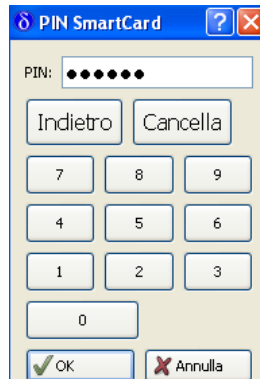 δ PIN SmartCard
PIN: ●●●●●●
Indietro Cancella
7 8 9
4 5 6
1 2 3
0
OK Annulla